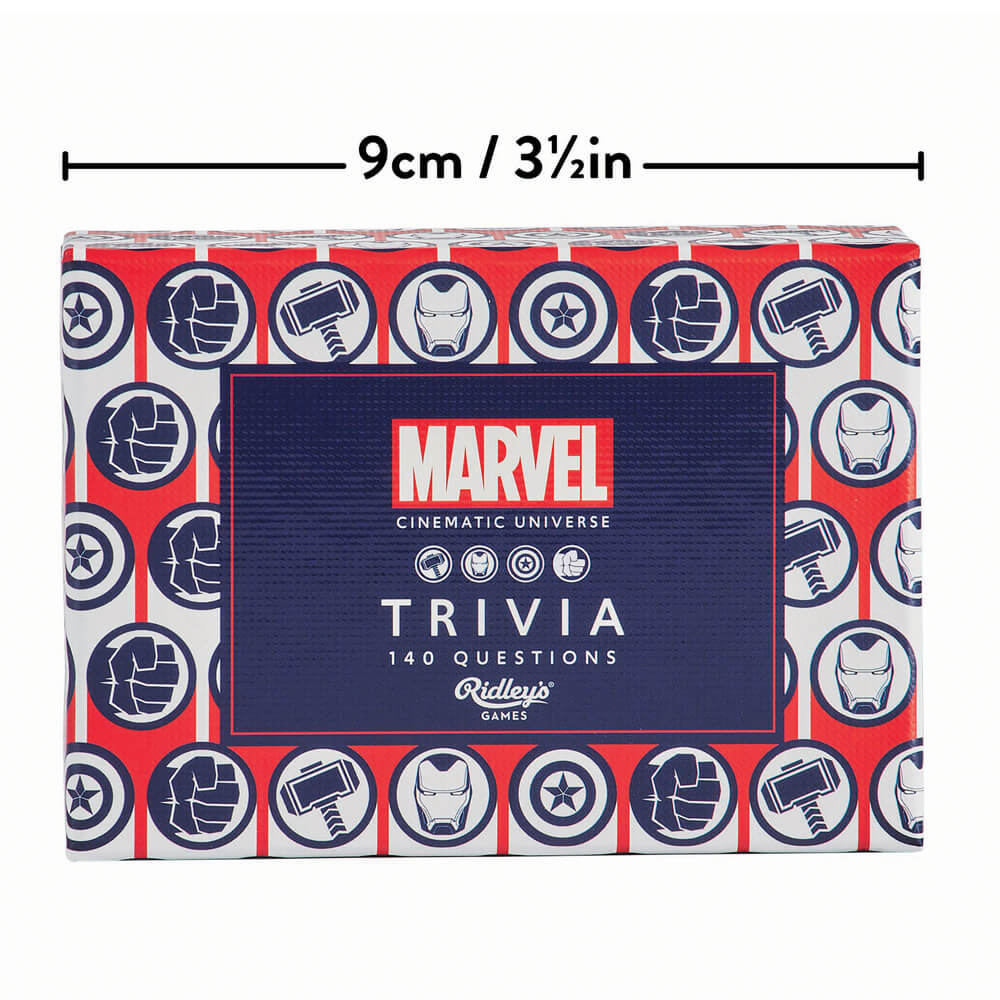 9cm / 3½in
MARVEL
CINEMATIC UNIVERSE
TRIVIA
140 QUESTIONS
Ridley's®
GAMES